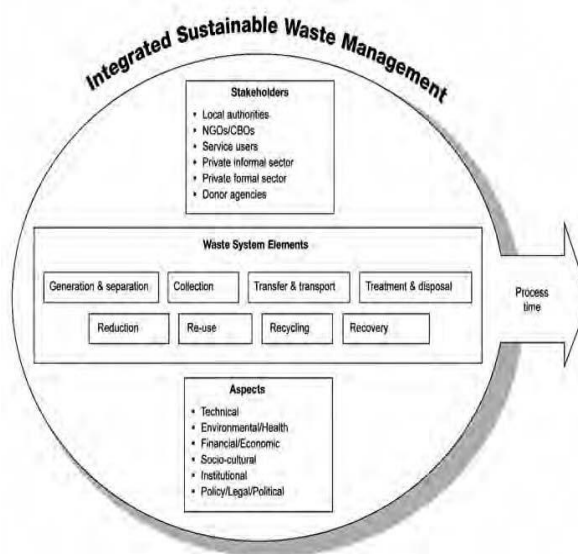 Integrated Sustainable Waste Management
Stakeholders
• Local authorities
• NGOs/CBOs
• Service users
• Private informal sector
• Private formal sector
• Donor agencies
Waste System Elements
Generation & separation
Collection
Transfer & transport
Treatment & disposal
Reduction
Re-use
Recycling
Recovery
Process
time
Aspects
• Technical
• Environmental/Health
• Financial/Economic
• Socio-cultural
• Institutional
• Policy/Legal/Political